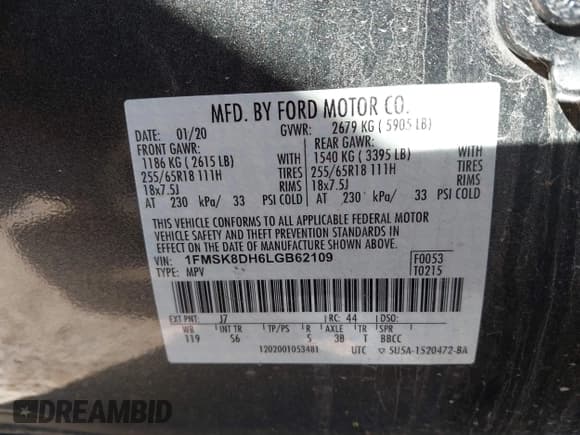 MFD. BY FORD MOTOR CO.
DATE: 01/20 GVWR: 2679 KG ( 5905 LB)
FRONT GAWR: REAR GAWR:
1186 KG ( 2615 LB) WITH 1540 KG ( 3395 LB) WITH
255/65R18 111H TIRES 255/65R18 111H TIRES
18x7.5J RIMS 18x7.5J RIMS
AT 230 kPa/ 33 PSI COLD AT 230 kPa/ 33 PSI COLD
THIS VEHICLE CONFORMS TO ALL APPLICABLE FEDERAL MOTOR
VEHICLE SAFETY AND THEFT PREVENTION STANDARDS IN
EFFECT ON THE DATE OF MANUFACTURE SHOWN ABOVE.
VIN: 1FMSK8DH6LGB62109 F0053
TYPE: MPV T0215
EXT PNT: J7 RC: 44 DSO:
WB INT TR TP/PS R AXLE TR SPR
119 S6 5 3B T BBCC
1202001053481 UTC 5U5A-1520472-BA
DREAMBID